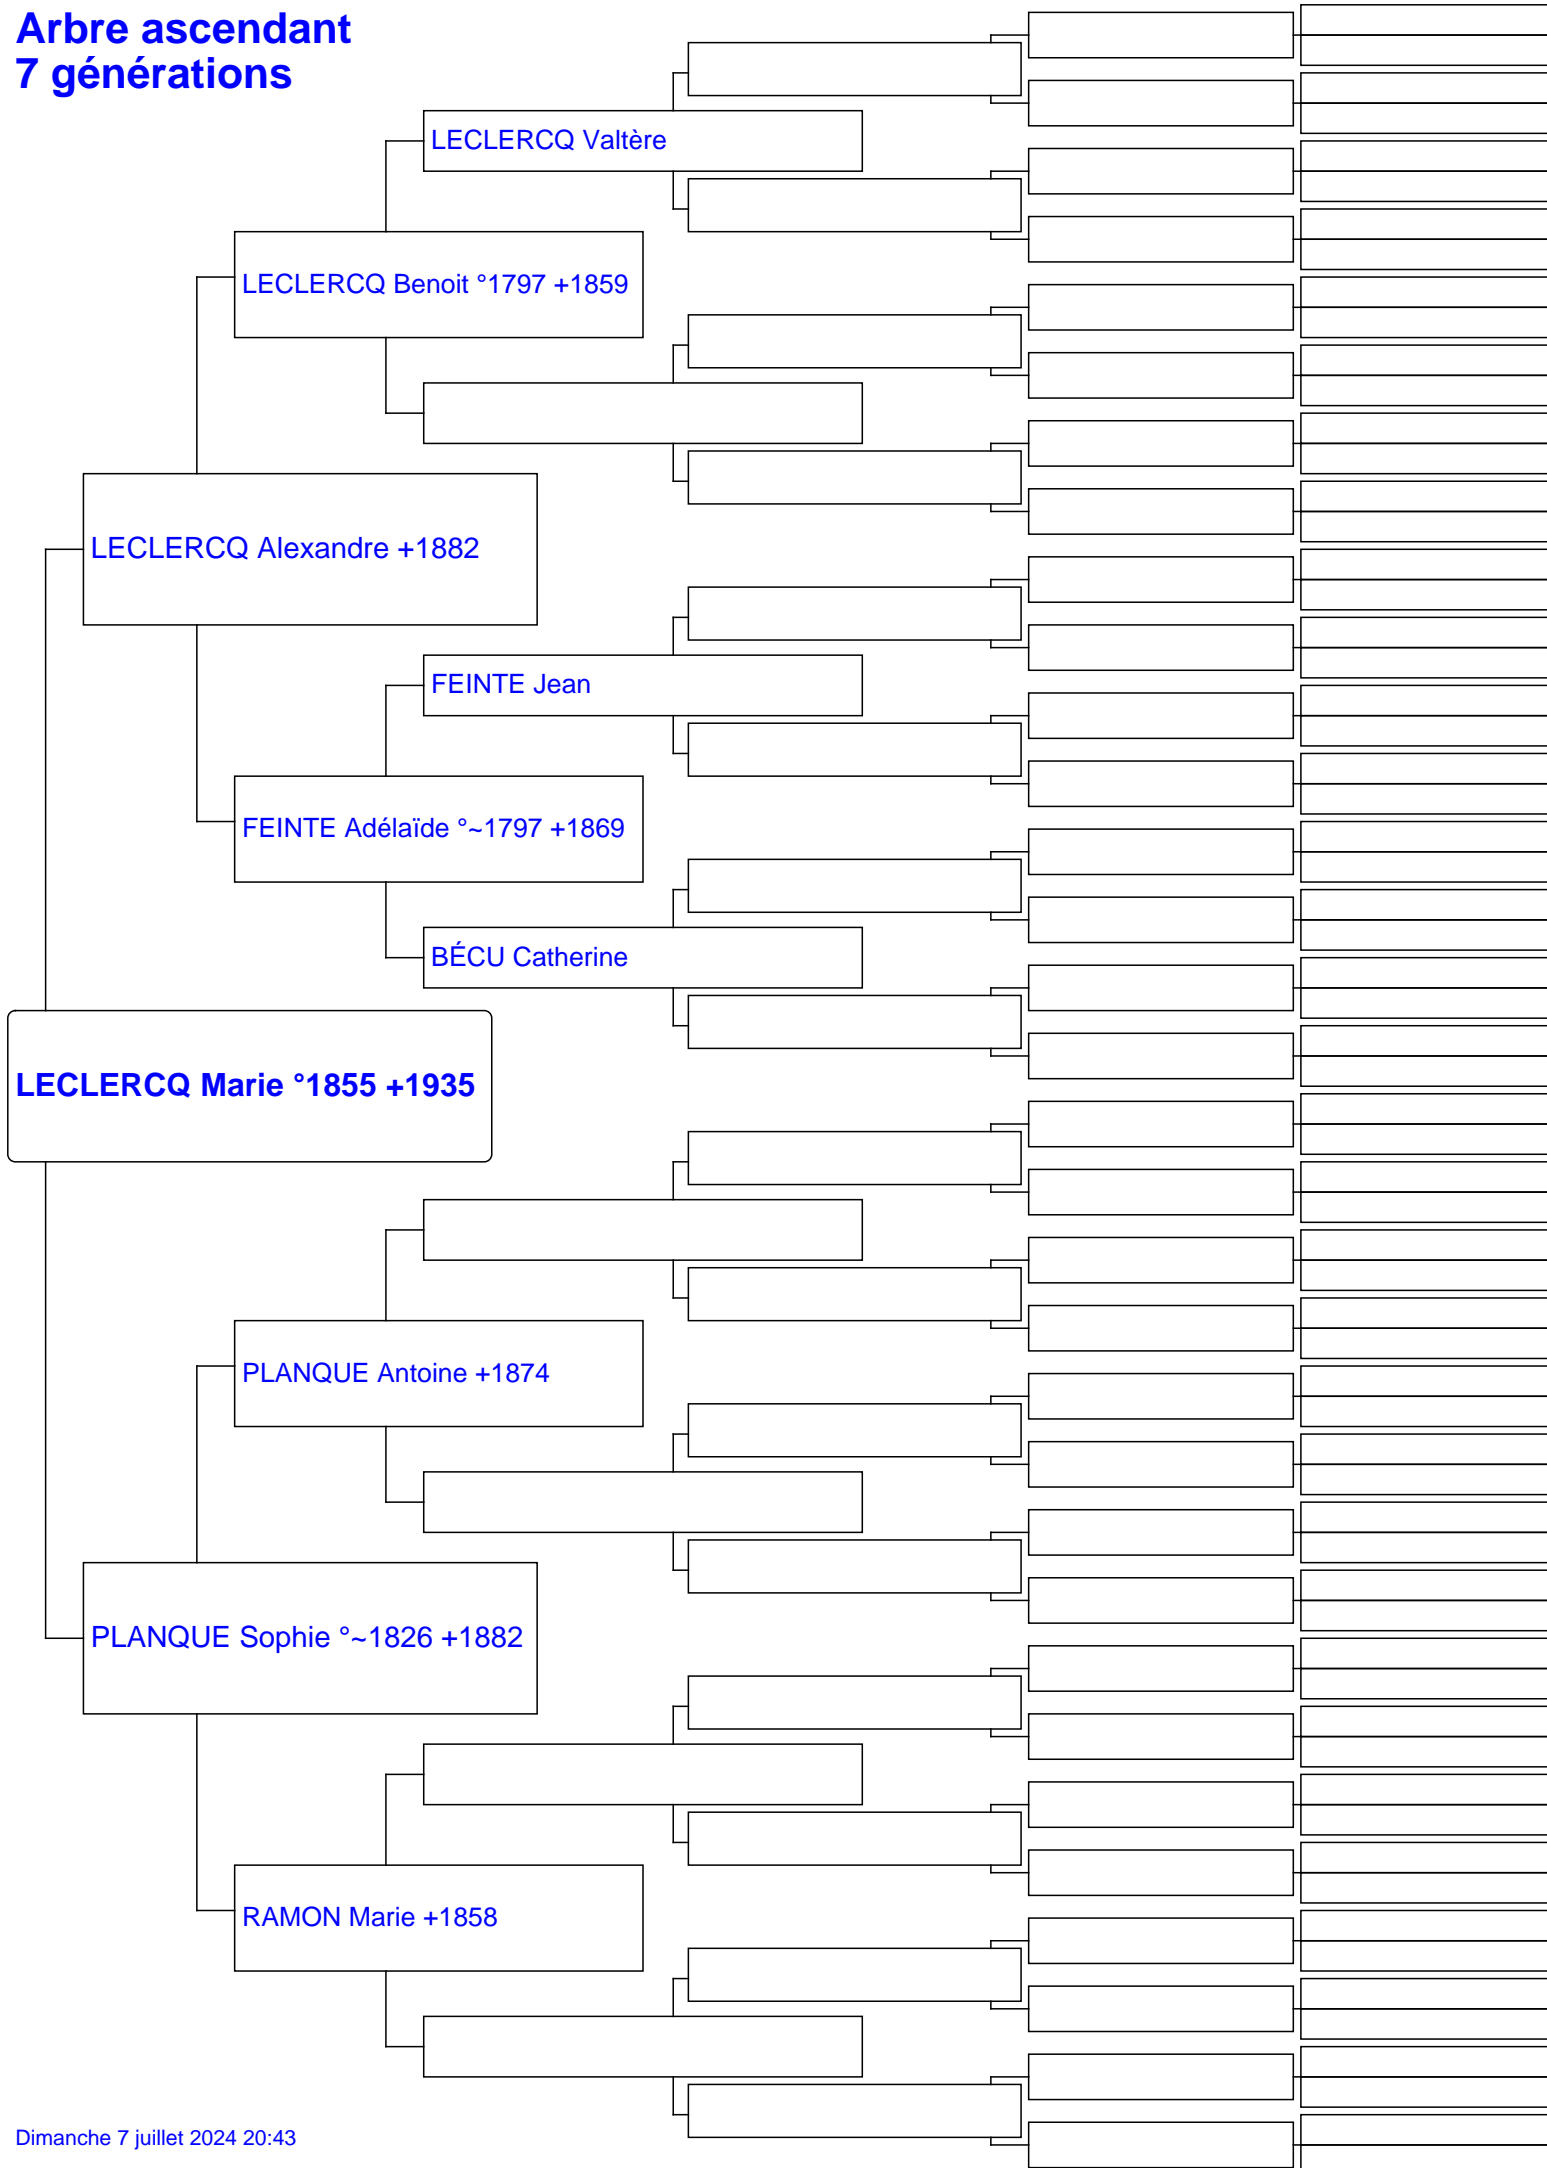 Arbre ascendant
7 générations
LECLERCQ Valtère
LECLERCQ Benoit °1797 +1859
LECLERCQ Alexandre +1882
FEINTE Jean
FEINTE Adélaïde °~1797 +1869
BÉCU Catherine
LECLERCQ Marie °1855 +1935
PLANQUE Antoine +1874
PLANQUE Sophie °~1826 +1882
RAMON Marie +1858
Dimanche 7 juillet 2024 20:43